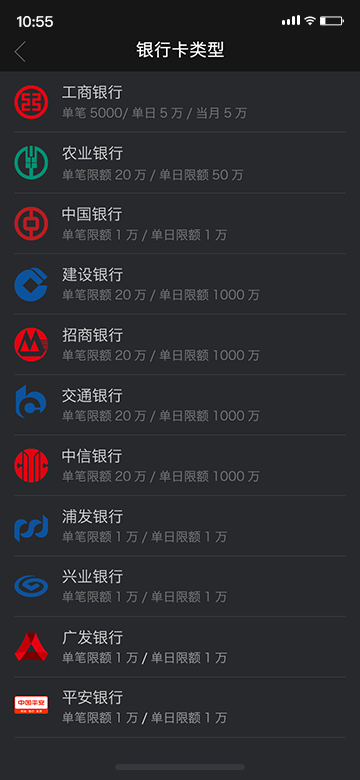 10:55
银行卡类型
工商银行
单笔 5000/ 单日 5 万 / 当月 5 万
农业银行
单笔限额 20 万 / 单日限额 50 万
中国银行
单笔限额 1 万 / 单日限额 1 万
建设银行
单笔限额 20 万 / 单日限额 1000 万
招商银行
单笔限额 20 万 / 单日限额 1000 万
交通银行
单笔限额 20 万 / 单日限额 1000 万
中信银行
单笔限额 20 万 / 单日限额 1000 万
浦发银行
单笔限额 1 万 / 单日限额 1 万
兴业银行
单笔限额 1 万 / 单日限额 1 万
广发银行
单笔限额 1 万 / 单日限额 1 万
中国平安
平安银行
单笔限额 1 万 / 单日限额 1 万